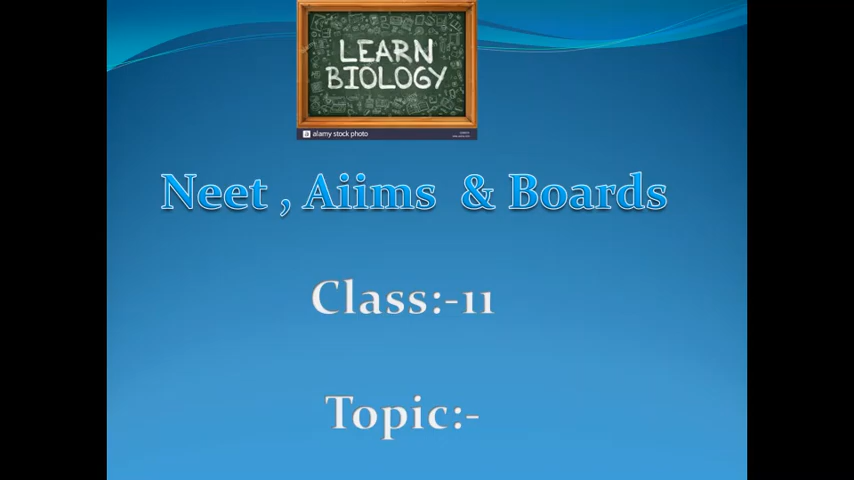 LEARN
BIOLOGY
a alamy stock photo
Neet , Aiims & Boards
Class:-11
Topic:-